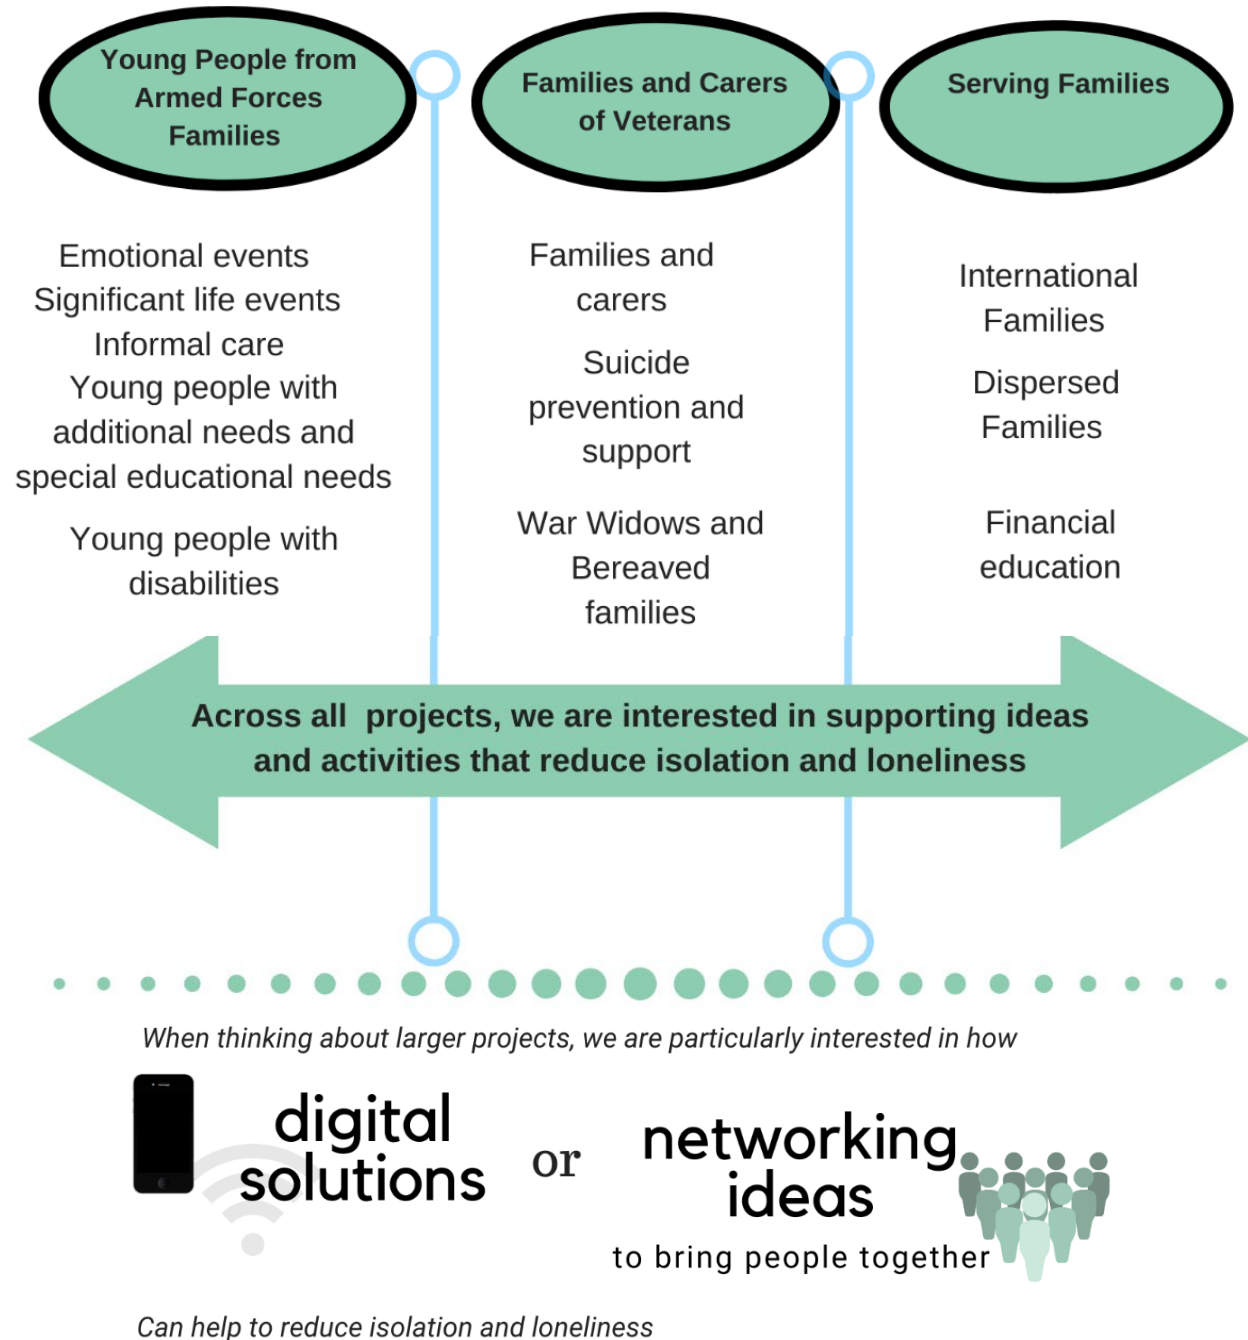 Young People from
Armed Forces
Families
Emotional events
Significant life events
Informal care
Young people with
additional needs and
special educational needs
Young people with
disabilities
Families and Carers
of Veterans
Families and
carers
Suicide
prevention and
support
War Widows and
Bereaved
families
Serving Families
International
Families
Dispersed
Families
Financial
education
Across all projects, we are interested in supporting ideas
and activities that reduce isolation and loneliness
When thinking about larger projects, we are particularly interested in how
digital
solutions
or
networking
ideas
to bring people together
Can help to reduce isolation and loneliness